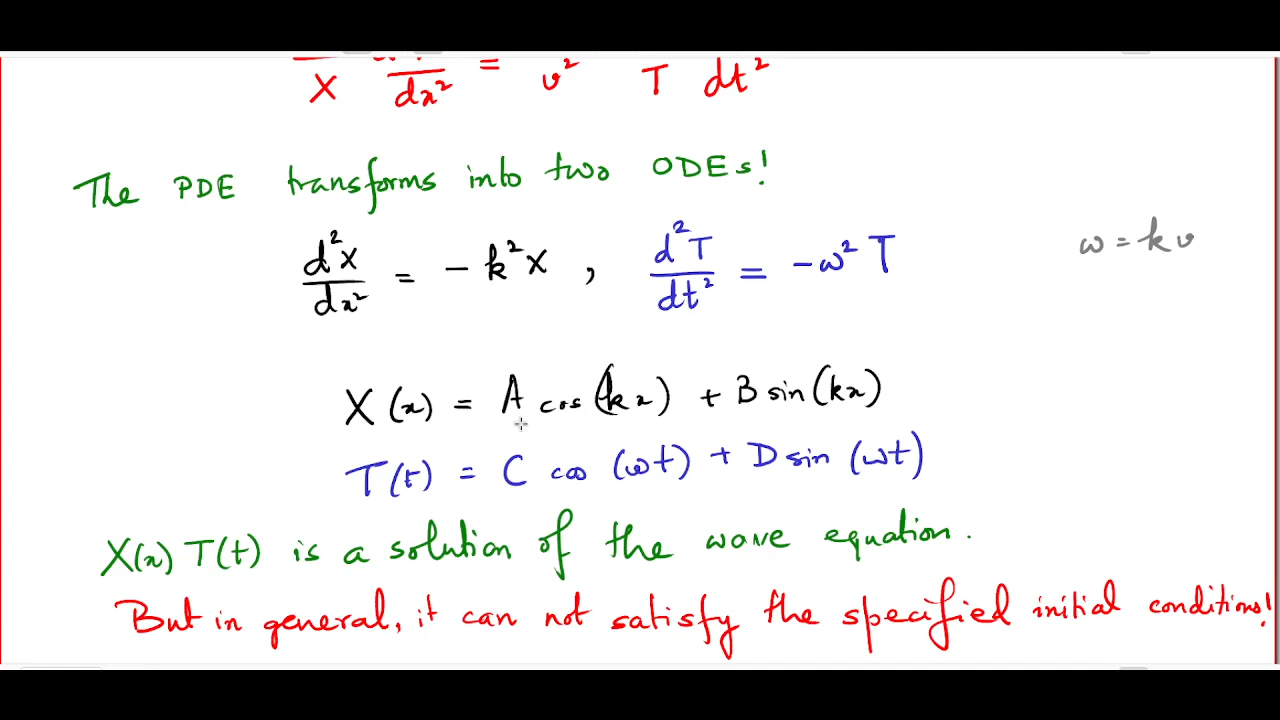 X dx² = v² T dt²
The PDE transforms into two ODEs!
d²X/dx² = -k²X , d²T/dt² = -ω² T
ω = kv
X(x) = A cos(kx) + B sin(kx)
T(t) = C cos (ωt) + D sin (ωt)
X(x) T(t) is a solution of the wave equation.
But in general, it can not satisfy the specified initial conditions!